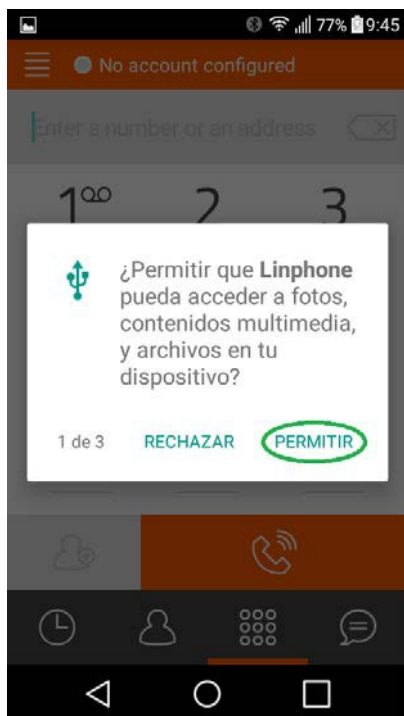 77% 9:45
No account configured
Enter a number or an address
1 2 3
¿Permitir que Linphone
pueda acceder a fotos,
contenidos multimedia,
y archivos en tu
dispositivo?
1 de 3 RECHAZAR PERMITIR